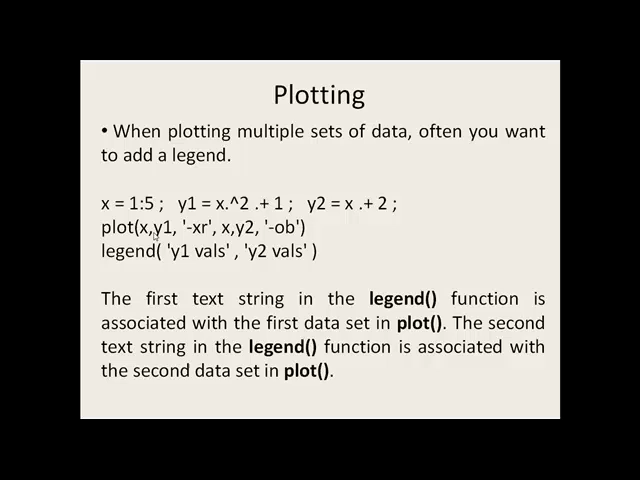 Plotting
• When plotting multiple sets of data, often you want
to add a legend.
x = 1:5 ; y1 = x.^2 .+ 1 ; y2 = x .+ 2 ;
plot(x,y1, '-xr', x,y2, '-ob')
legend( 'y1 vals' , 'y2 vals' )
The first text string in the legend() function is
associated with the first data set in plot(). The second
text string in the legend() function is associated with
the second data set in plot().